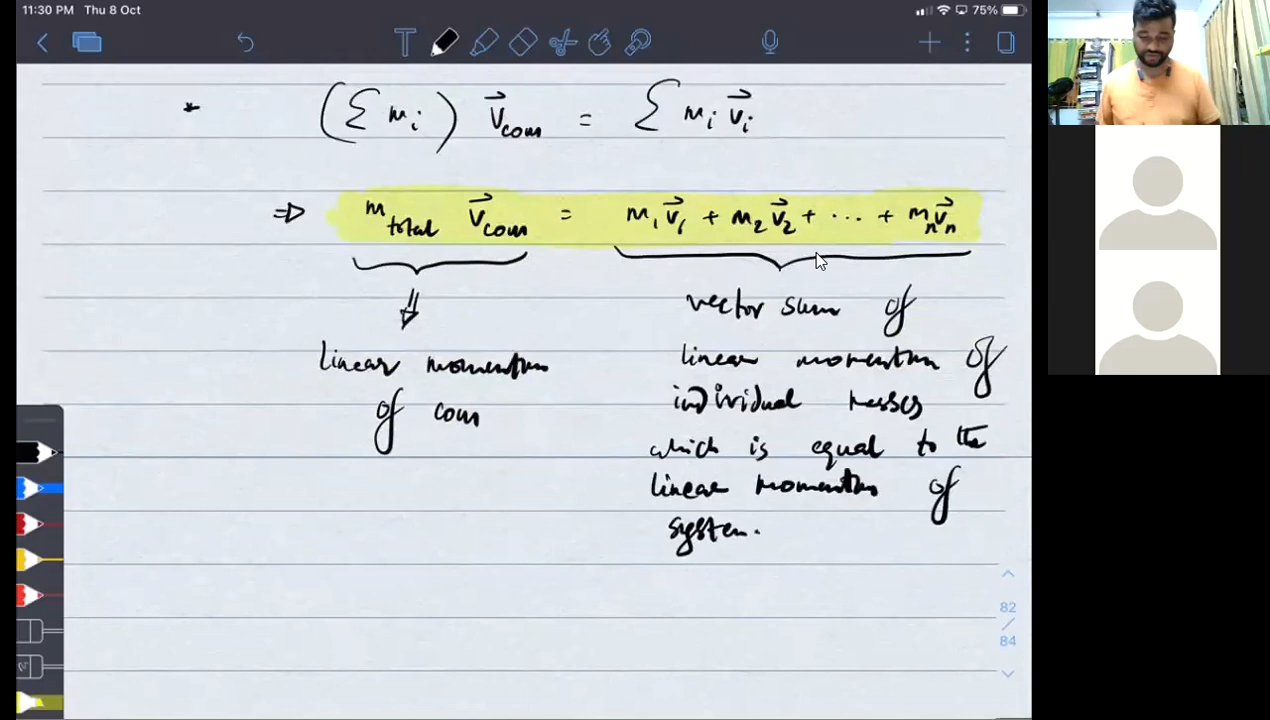 11:30 PM Thu 8 Oct 75%
* (Σ mᵢ) v⃗com = Σ mᵢ v⃗ᵢ
⇒ mtotal v⃗com = m₁v⃗₁ + m₂v⃗₂ + ... + mₙv⃗ₙ
linear momentum
of com
vector sum of
linear momentum of
individual masses
which is equal to the
linear momentum of
system.
82
/
84